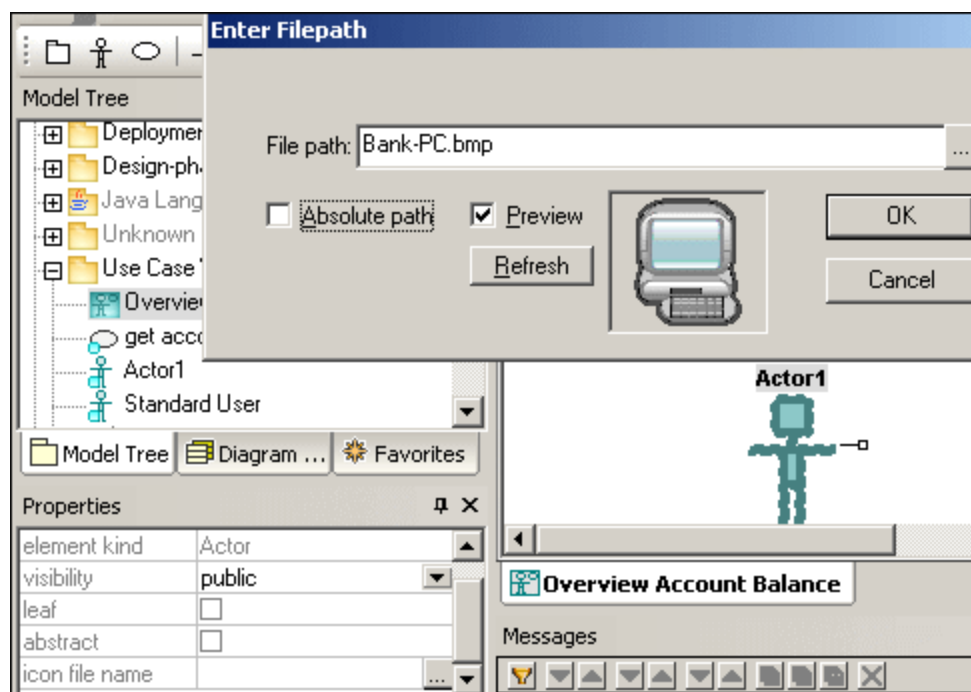 Enter Filepath
Model Tree
File path: Bank-PC.bmp
...
Absolute path
Preview
OK
Refresh
Cancel
Deploymen
Design-pha
Java Lang
Unknown
Use Case
Overview
get acco
Actor1
Standard User
Model Tree
Diagram ...
Favorites
Actor1
Properties
element kind Actor
visibility public
leaf
abstract
icon file name ...
Overview Account Balance
Messages